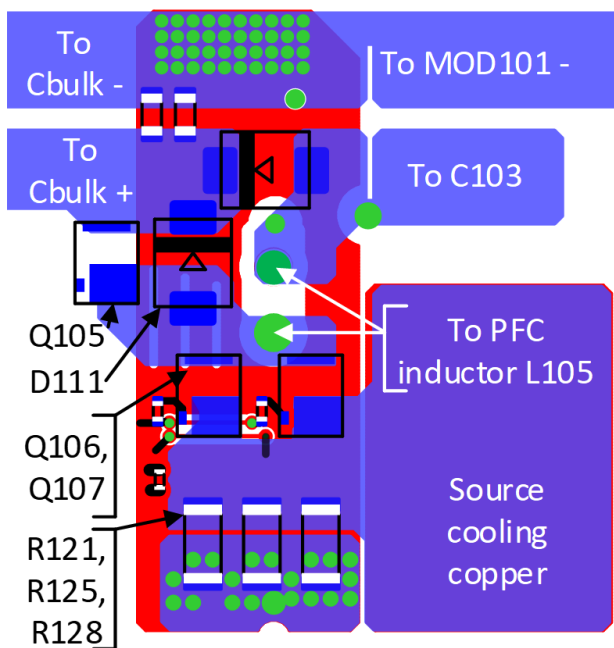 To
Cbulk -
To MOD101 -
To
Cbulk +
To C103
Q105
D111
To PFC
inductor L105
Q106,
Q107
R121,
R125,
R128
Source
cooling
copper